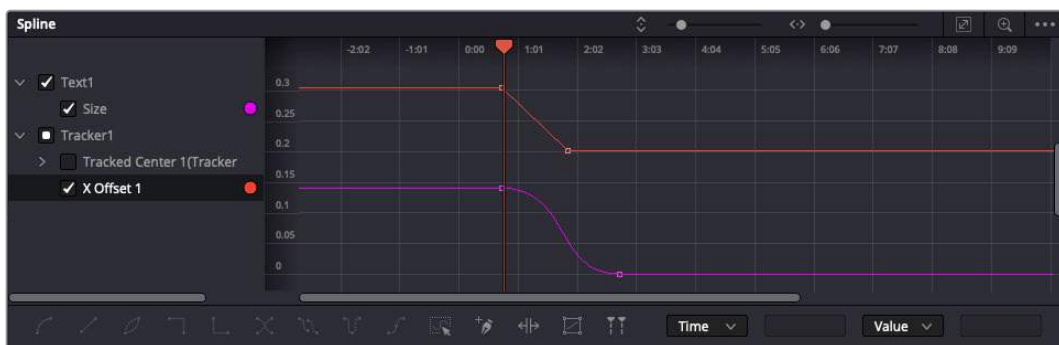 Spline
-2:02 -1:01 0:00 1:01 2:02 3:03 4:04 5:05 6:06 7:07 8:08 9:09
Text1
Size
Tracker1
Tracked Center 1(Tracker
X Offset 1
0.3
0.25
0.2
0.15
0.1
0.05
0
Time Value